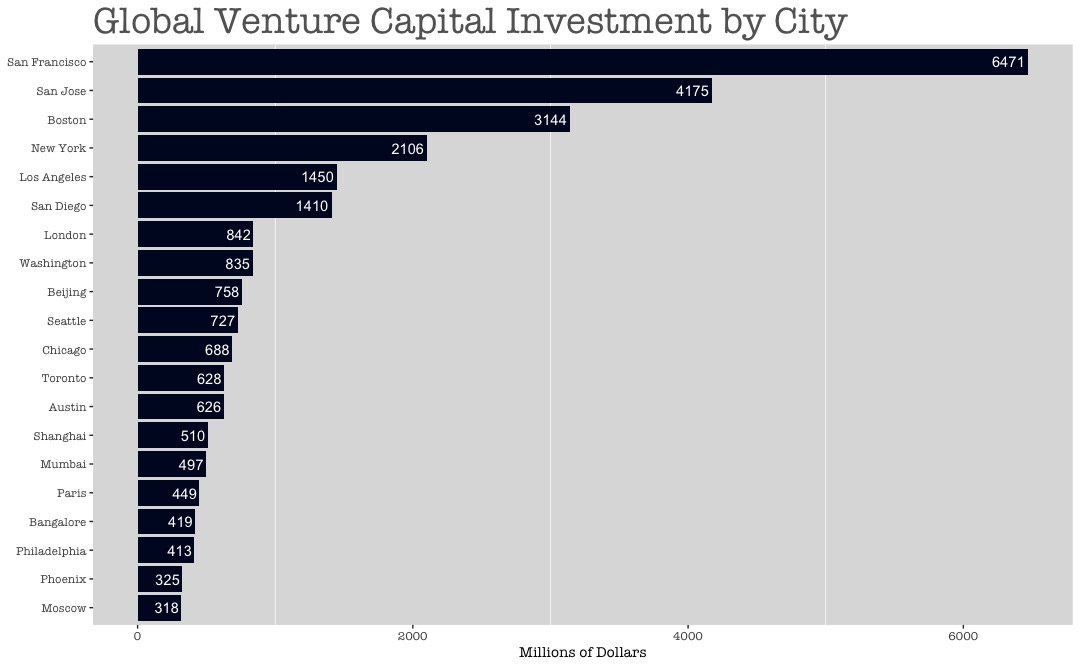 Global Venture Capital Investment by City
San Francisco 6471
San Jose 4175
Boston 3144
New York 2106
Los Angeles 1450
San Diego 1410
London 842
Washington 835
Beijing 758
Seattle 727
Chicago 688
Toronto 628
Austin 626
Shanghai 510
Mumbai 497
Paris 449
Bangalore 419
Philadelphia 413
Phoenix 325
Moscow 318
0 2000 4000 6000
Millions of Dollars